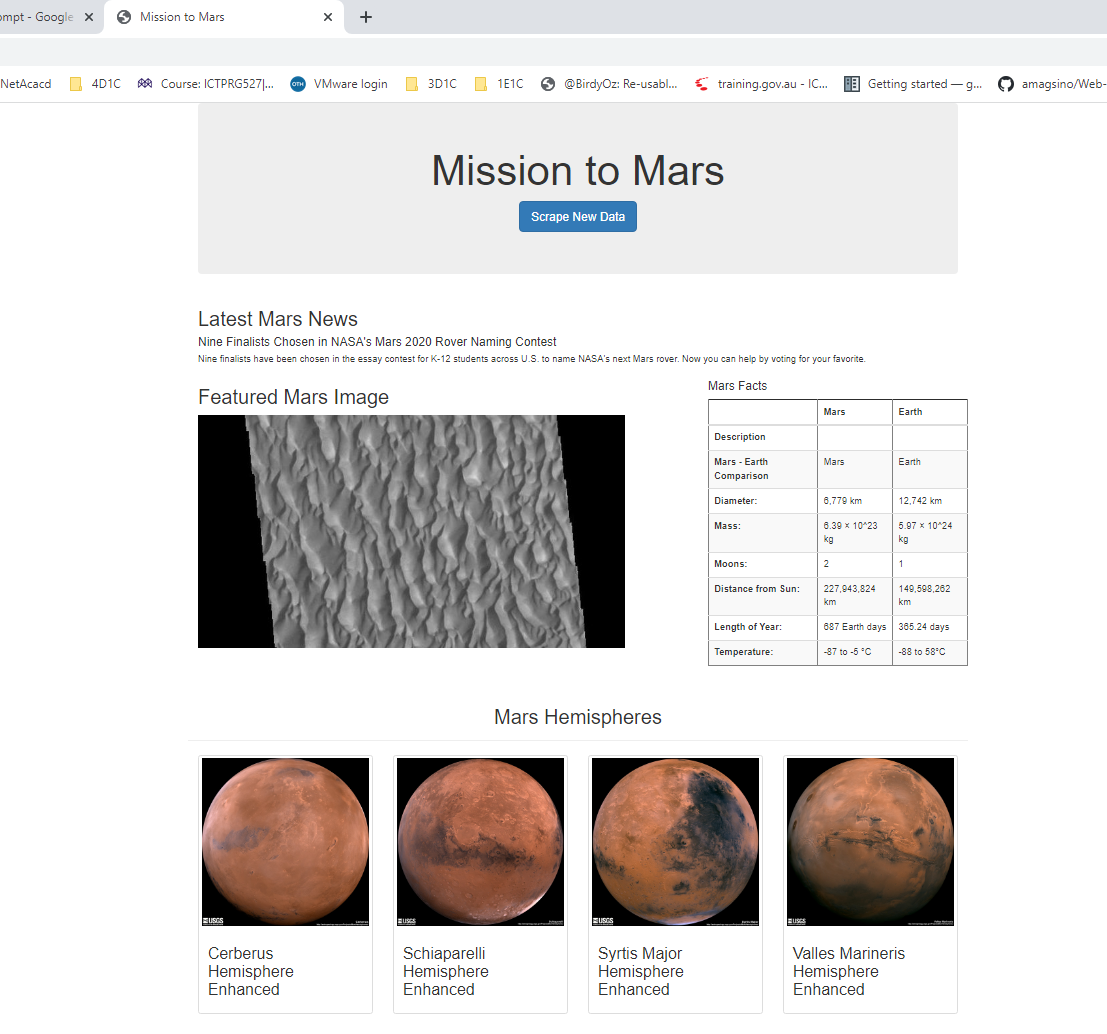 ompt - Google
Mission to Mars
NetAcacd
4D1C
Course: ICTPRG527|...
OTH
VMware login
3D1C
1E1C
@BirdyOz: Re-usabl...
training.gov.au - IC...
Getting started — g...
amagsino/Web-
Mission to Mars
Scrape New Data
Latest Mars News
Nine Finalists Chosen in NASA's Mars 2020 Rover Naming Contest
Nine finalists have been chosen in the essay contest for K-12 students across U.S. to name NASA's next Mars rover. Now you can help by voting for your favorite.
Featured Mars Image
Mars Facts
Mars Earth
Description
Mars - Earth Mars Earth
Comparison
Diameter: 6,779 km 12,742 km
Mass: 6.39 × 10^23 5.97 × 10^24
kg kg
Moons: 2 1
Distance from Sun: 227,943,824 149,598,262
km km
Length of Year: 687 Earth days 365.24 days
Temperature: -87 to -5 °C -88 to 58°C
Mars Hemispheres
USGS
USGS
USGS
USGS
Cerberus
Hemisphere
Enhanced
Schiaparelli
Hemisphere
Enhanced
Syrtis Major
Hemisphere
Enhanced
Valles Marineris
Hemisphere
Enhanced